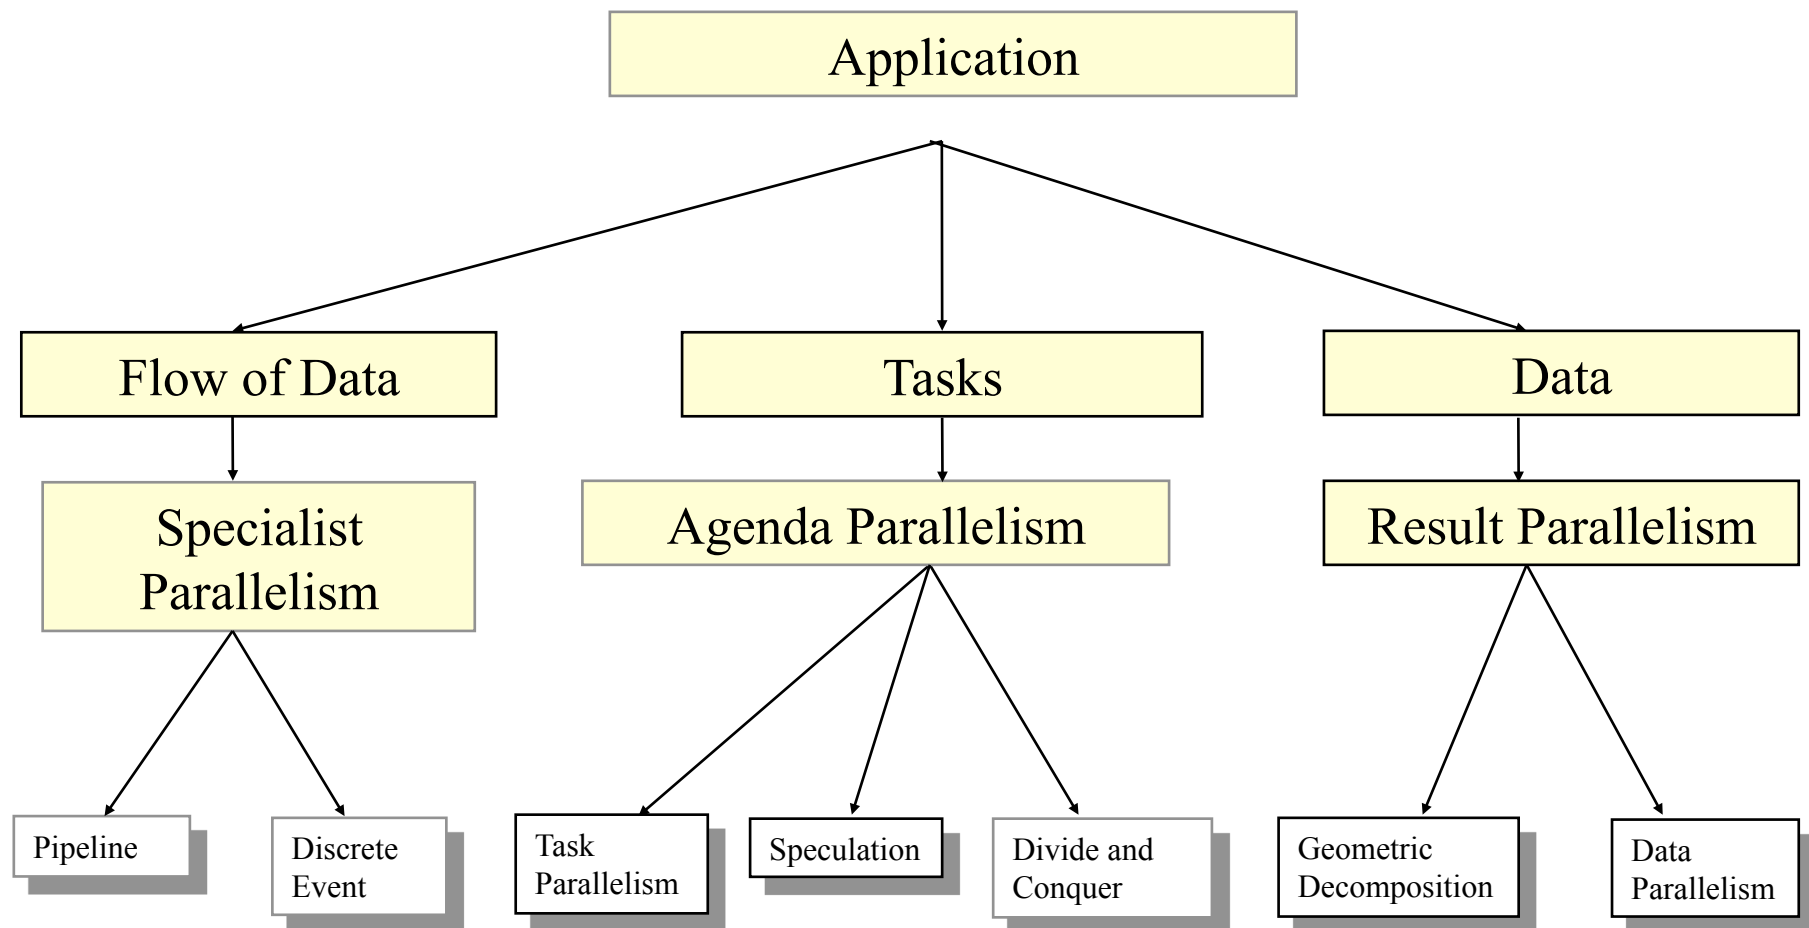 Application
Flow of Data
Tasks
Data
Specialist
Parallelism
Agenda Parallelism
Result Parallelism
Pipeline
Discrete
Event
Task
Parallelism
Speculation
Divide and
Conquer
Geometric
Decomposition
Data
Parallelism